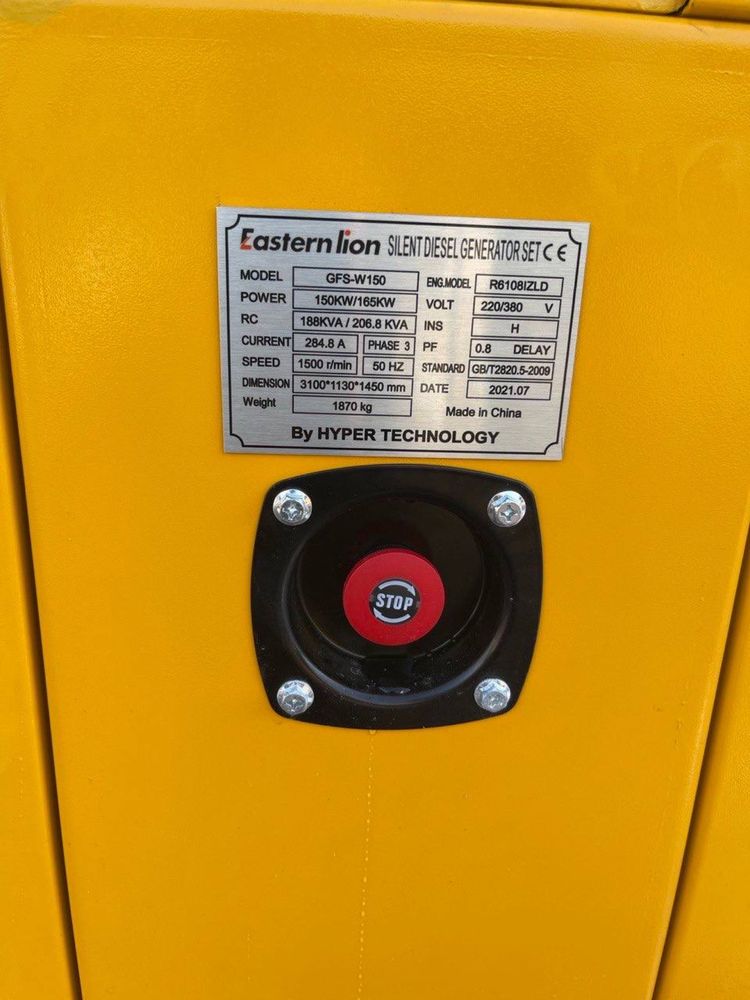 Eastern lion SILENT DIESEL GENERATOR SET CE
MODEL GFS-W150 ENG.MODEL R6108IZLD
POWER 150KW/165KW VOLT 220/380 V
RC 188KVA / 206.8 KVA INS H
CURRENT 284.8 A PHASE 3 PF 0.8 DELAY
SPEED 1500 r/min 50 HZ STANDARD GB/T2820.5-2009
DIMENSION 3100*1130*1450 mm DATE 2021.07
Weight 1870 kg Made in China
By HYPER TECHNOLOGY
STOP